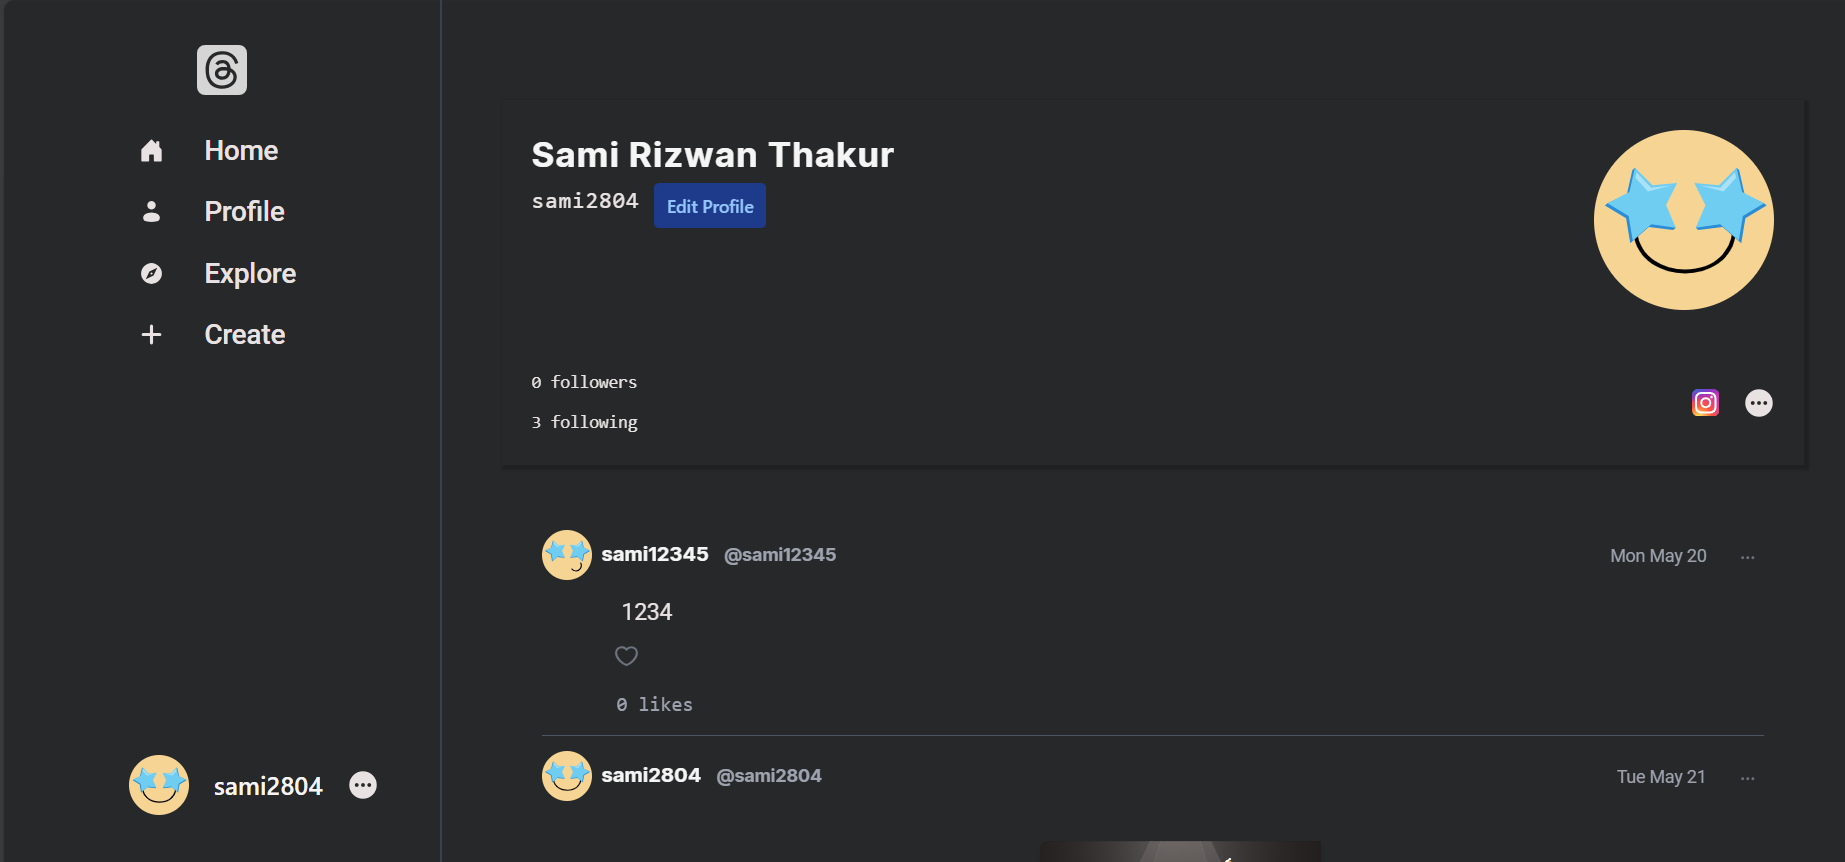 Home
Profile
Explore
Create
sami2804
Sami Rizwan Thakur
sami2804 Edit Profile
0 followers
3 following
sami12345 @sami12345 Mon May 20 ...
1234
0 likes
sami2804 @sami2804 Tue May 21 ...